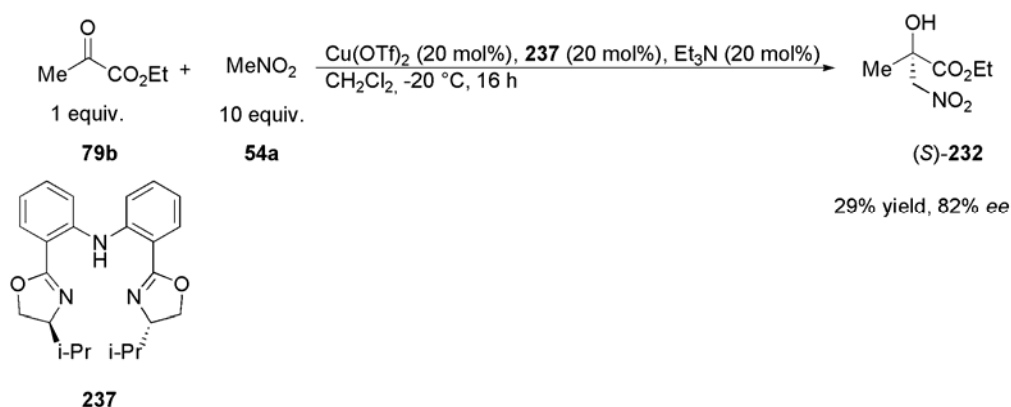 O
Me
CO2Et
+
1 equiv.
79b
MeNO2
10 equiv.
54a
Cu(OTf)2 (20 mol%), 237 (20 mol%), Et3N (20 mol%)
CH2Cl2, -20 °C, 16 h
OH
Me
CO2Et
NO2
(S)-232
29% yield, 82% ee
N
H
O
N
N
O
i-Pr
i-Pr
237